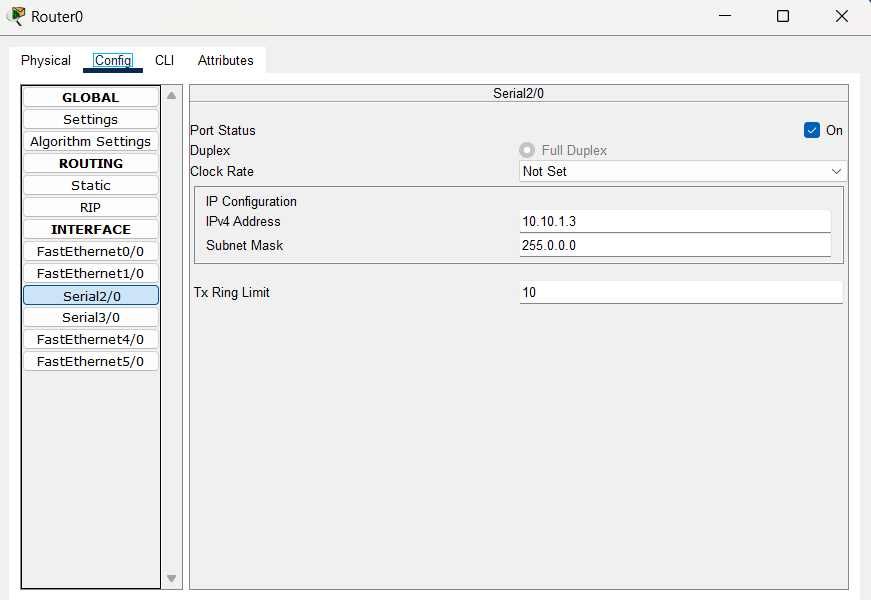 Router0
Physical Config CLI Attributes
GLOBAL
Settings
Algorithm Settings
ROUTING
Static
RIP
INTERFACE
FastEthernet0/0
FastEthernet1/0
Serial2/0
Serial3/0
FastEthernet4/0
FastEthernet5/0
Serial2/0
Port Status On
Duplex Full Duplex
Clock Rate Not Set
IP Configuration
IPv4 Address 10.10.1.3
Subnet Mask 255.0.0.0
Tx Ring Limit 10